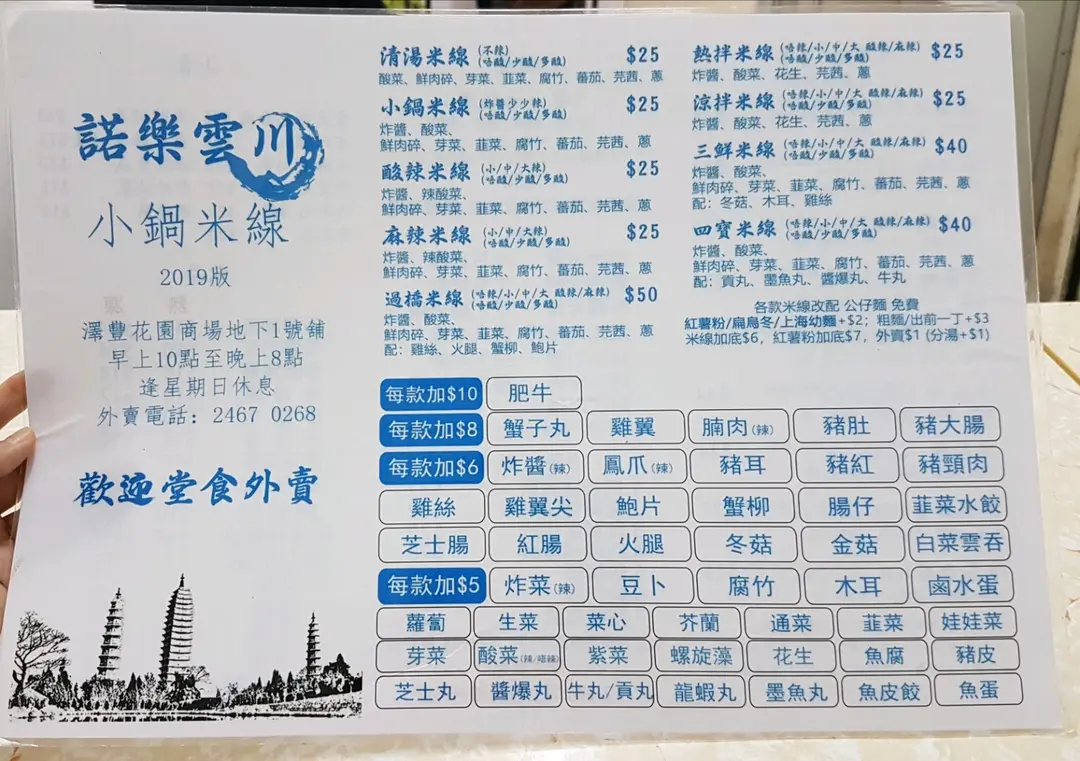 諾樂雲川
小鍋米線
2019版
澤豐花園商場地下1號舖
早上10點至晚上8點
逢星期日休息
外賣電話：2467 0268
歡迎堂食外賣
清湯米線 (不辣) (唔酸/少酸/多酸) $25
酸菜、鮮肉碎、芽菜、韮菜、腐竹、蕃茄、芫茜、蔥
小鍋米線 (炸醬少少辣) (唔酸/少酸/多酸) $25
炸醬、酸菜、
鮮肉碎、芽菜、韮菜、腐竹、蕃茄、芫茜、蔥
酸辣米線 (小/中/大辣) (唔酸/少酸/多酸) $25
炸醬、辣酸菜、
鮮肉碎、芽菜、韮菜、腐竹、蕃茄、芫茜、蔥
麻辣米線 (小/中/大辣) (唔酸/少酸/多酸) $25
炸醬、辣酸菜、
鮮肉碎、芽菜、韮菜、腐竹、蕃茄、芫茜、蔥
過橋米線 (唔辣/小/中/大 酸辣/麻辣) (唔酸/少酸/多酸) $50
炸醬、酸菜、
鮮肉碎、芽菜、韮菜、腐竹、蕃茄、芫茜、蔥
配：雞絲、火腿、蟹柳、鮑片
熱拌米線 (唔辣/小/中/大 酸辣/麻辣) (唔酸/少酸/多酸) $25
炸醬、酸菜、花生、芫茜、蔥
涼拌米線 (唔辣/小/中/大 酸辣/麻辣) (唔酸/少酸/多酸) $25
炸醬、酸菜、花生、芫茜、蔥
三鮮米線 (唔辣/小/中/大 酸辣/麻辣) (唔酸/少酸/多酸) $40
炸醬、酸菜、
鮮肉碎、芽菜、韮菜、腐竹、蕃茄、芫茜、蔥
配：冬菇、木耳、雞絲
四寶米線 (唔辣/小/中/大 酸辣/麻辣) (唔酸/少酸/多酸) $40
炸醬、酸菜、
鮮肉碎、芽菜、韮菜、腐竹、蕃茄、芫茜、蔥
配：貢丸、墨魚丸、醬爆丸、牛丸
各款米線改配 公仔麵 免費
紅薯粉/扁烏冬/上海幼麵+$2；粗麵/出前一丁+$3
米線加底$6，紅薯粉加底$7，外賣$1 (分湯+$1)
每款加$10 肥牛
每款加$8 蟹子丸 雞翼 腩肉(辣) 豬肚 豬大腸
每款加$6 炸醬(辣) 鳳爪(辣) 豬耳 豬紅 豬頸肉
雞絲 雞翼尖 鮑片 蟹柳 腸仔 韮菜水餃
芝士腸 紅腸 火腿 冬菇 金菇 白菜雲吞
每款加$5 炸菜(辣) 豆卜 腐竹 木耳 鹵水蛋
蘿蔔 生菜 菜心 芥蘭 通菜 韮菜 娃娃菜
芽菜 酸菜(辣/唔辣) 紫菜 螺旋藻 花生 魚腐 豬皮
芝士丸 醬爆丸 牛丸/貢丸 龍蝦丸 墨魚丸 魚皮餃 魚蛋